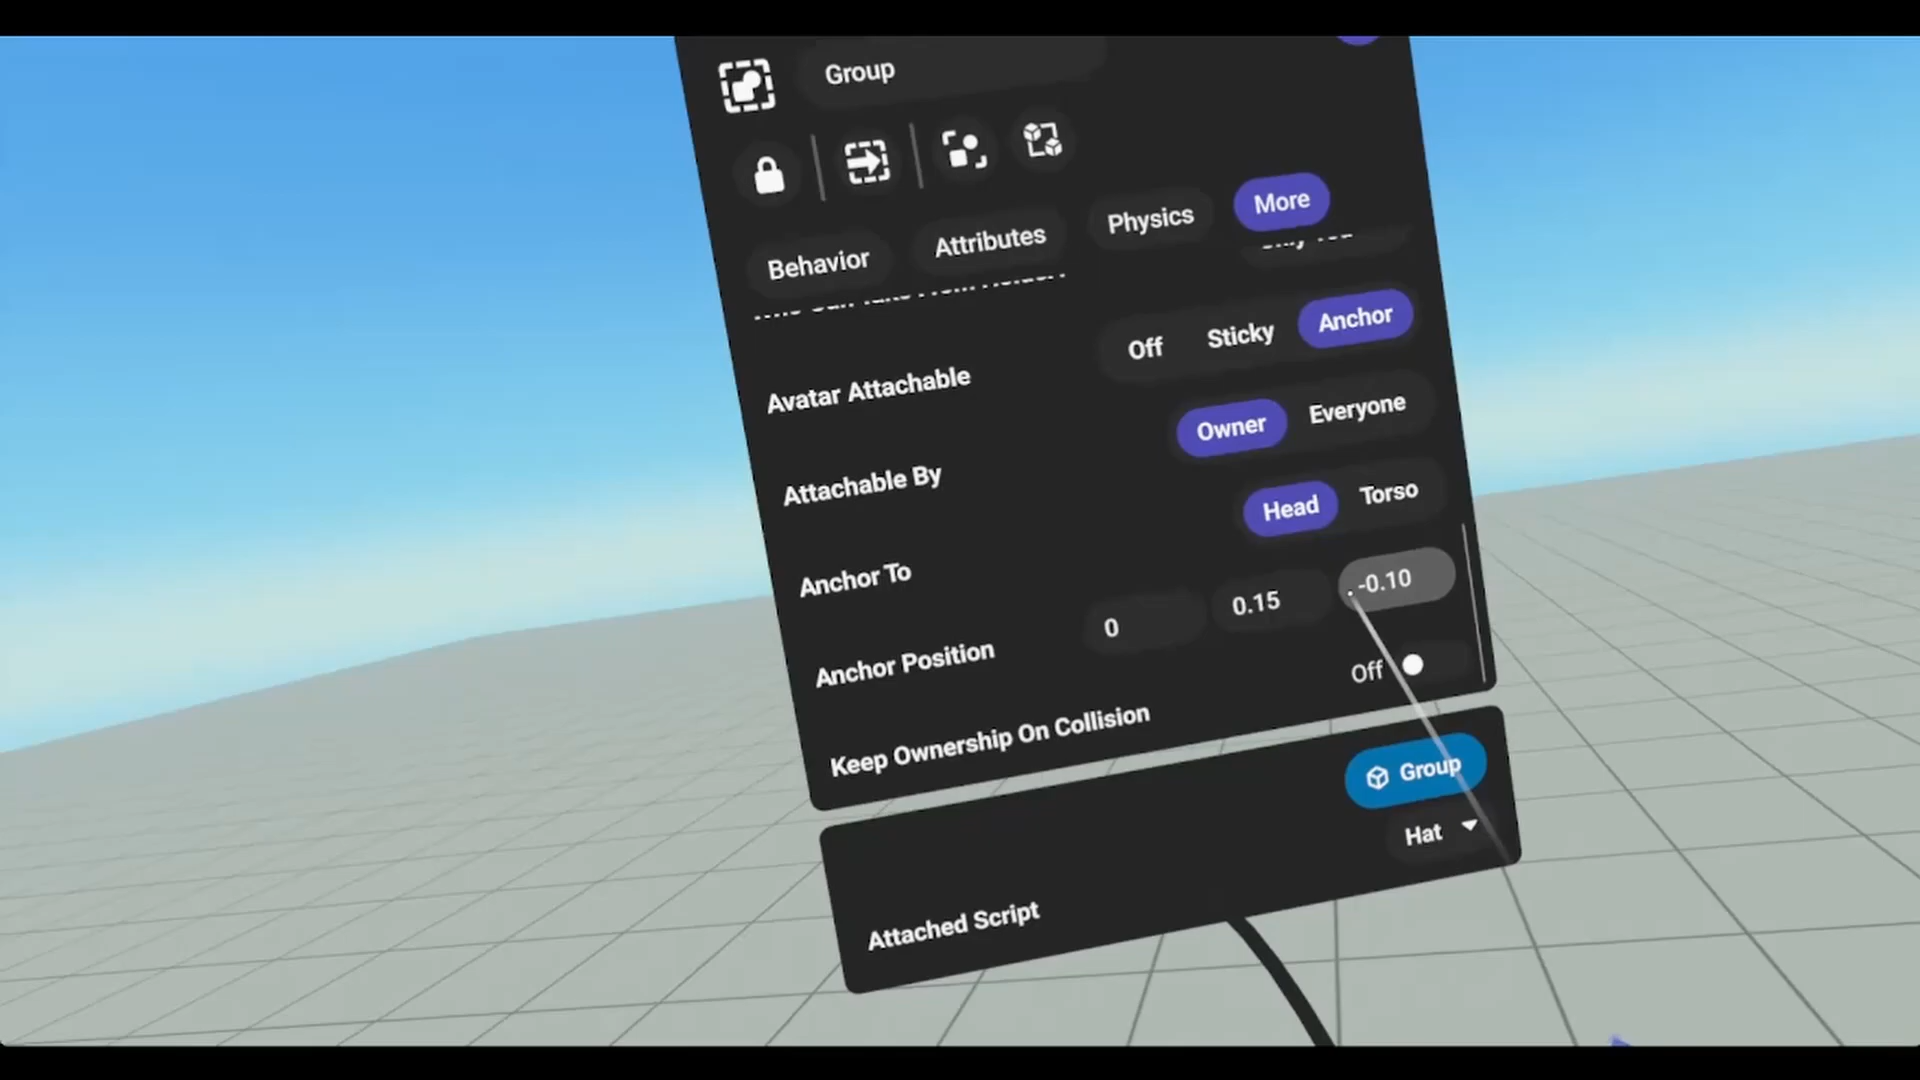 Group
Behavior Attributes Physics More
Avatar Attachable Off Sticky Anchor
Attachable By Owner Everyone
Anchor To Head Torso
Anchor Position 0 0.15 -0.10
Keep Ownership On Collision Off
Group
Attached Script Hat